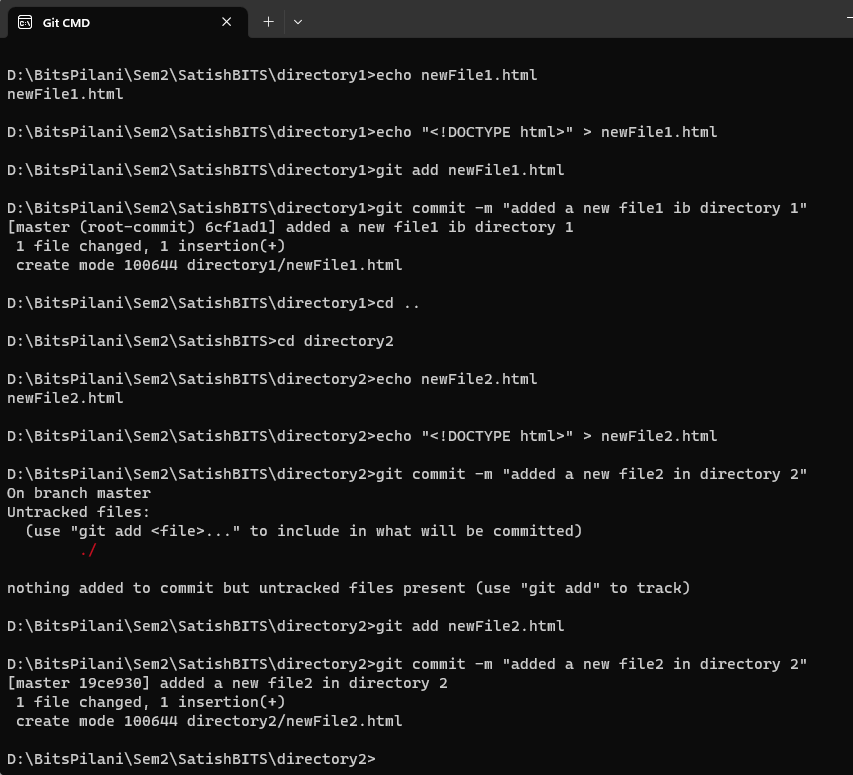 Git CMD
D:\BitsPilani\Sem2\SatishBITS\directory1>echo newFile1.html
newFile1.html
D:\BitsPilani\Sem2\SatishBITS\directory1>echo "<!DOCTYPE html>" > newFile1.html
D:\BitsPilani\Sem2\SatishBITS\directory1>git add newFile1.html
D:\BitsPilani\Sem2\SatishBITS\directory1>git commit -m "added a new file1 ib directory 1"
[master (root-commit) 6cf1ad1] added a new file1 ib directory 1
 1 file changed, 1 insertion(+)
 create mode 100644 directory1/newFile1.html
D:\BitsPilani\Sem2\SatishBITS\directory1>cd ..
D:\BitsPilani\Sem2\SatishBITS>cd directory2
D:\BitsPilani\Sem2\SatishBITS\directory2>echo newFile2.html
newFile2.html
D:\BitsPilani\Sem2\SatishBITS\directory2>echo "<!DOCTYPE html>" > newFile2.html
D:\BitsPilani\Sem2\SatishBITS\directory2>git commit -m "added a new file2 in directory 2"
On branch master
Untracked files:
  (use "git add <file>..." to include in what will be committed)
        ./
nothing added to commit but untracked files present (use "git add" to track)
D:\BitsPilani\Sem2\SatishBITS\directory2>git add newFile2.html
D:\BitsPilani\Sem2\SatishBITS\directory2>git commit -m "added a new file2 in directory 2"
[master 19ce930] added a new file2 in directory 2
 1 file changed, 1 insertion(+)
 create mode 100644 directory2/newFile2.html
D:\BitsPilani\Sem2\SatishBITS\directory2>